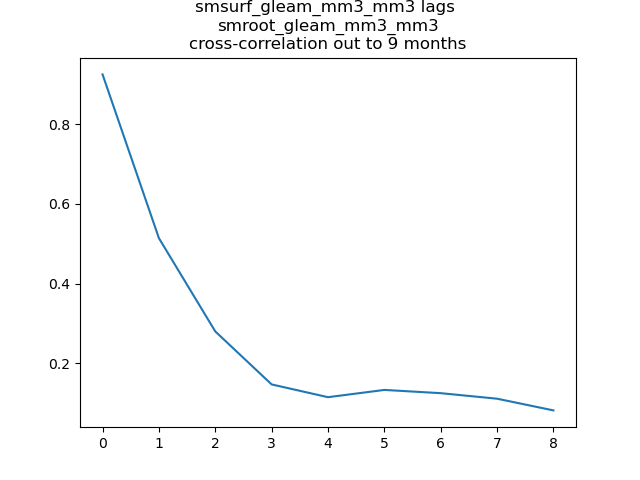 smsurf_gleam_mm3_mm3 lags
smroot_gleam_mm3_mm3
cross-correlation out to 9 months
0.8
0.6
0.4
0.2
0 1 2 3 4 5 6 7 8